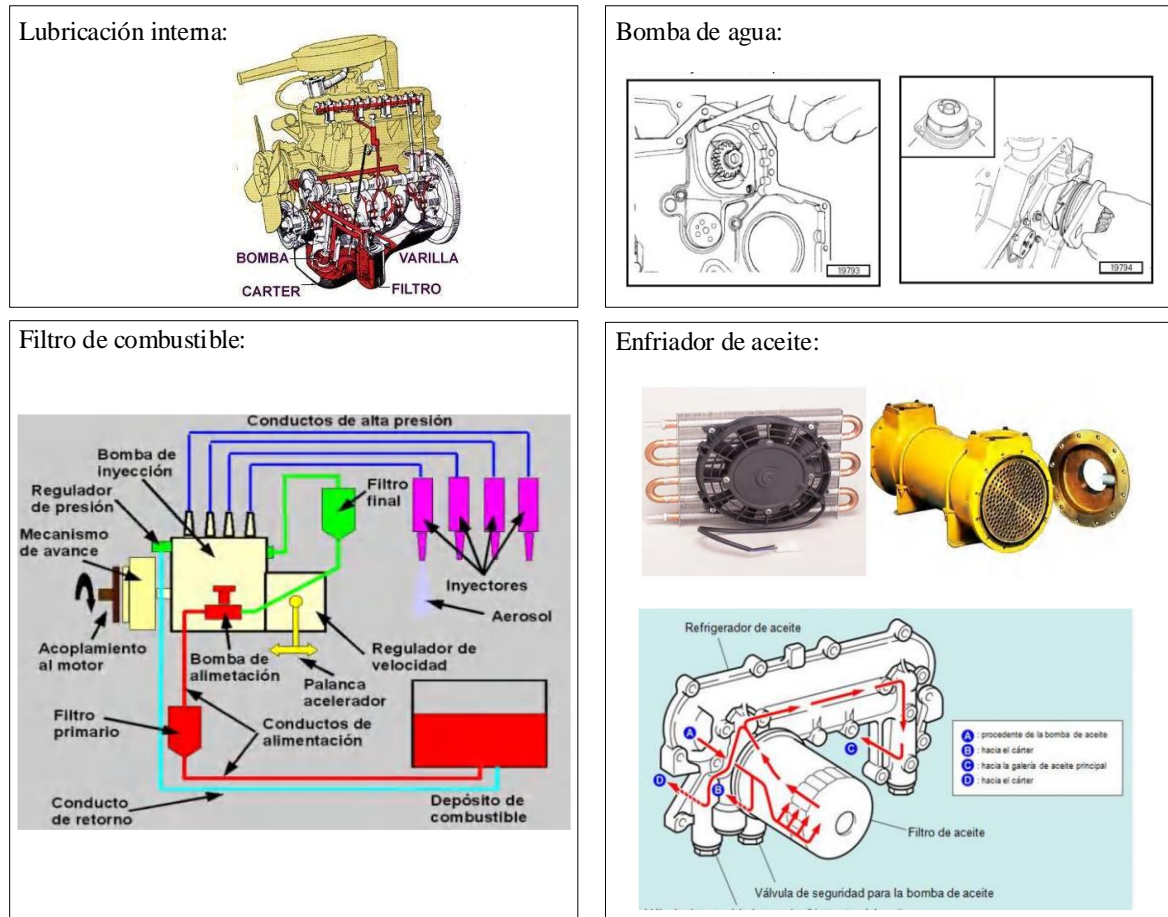 Lubricación interna:
BOMBA
VARILLA
CARTER
FILTRO
Bomba de agua:
19793
19794
Filtro de combustible:
Conductos de alta presión
Bomba de
inyección
Regulador
de presión
Mecanismo
de avance
Filtro
final
Inyectores
Aerosol
Acoplamiento
al motor
Bomba de
alimetación
Regulador de
velocidad
Palanca
acelerador
Filtro
primario
Conductos de
alimentación
Conducto
de retorno
Depósito de
combustible
Enfriador de aceite:
Refrigerador de aceite
A
B
C
D
A : procedente de la bomba de aceite
B : hacia el cárter
C : hacia la galería de aceite principal
D : hacia el cárter
Filtro de aceite
Válvula de seguridad para la bomba de aceite